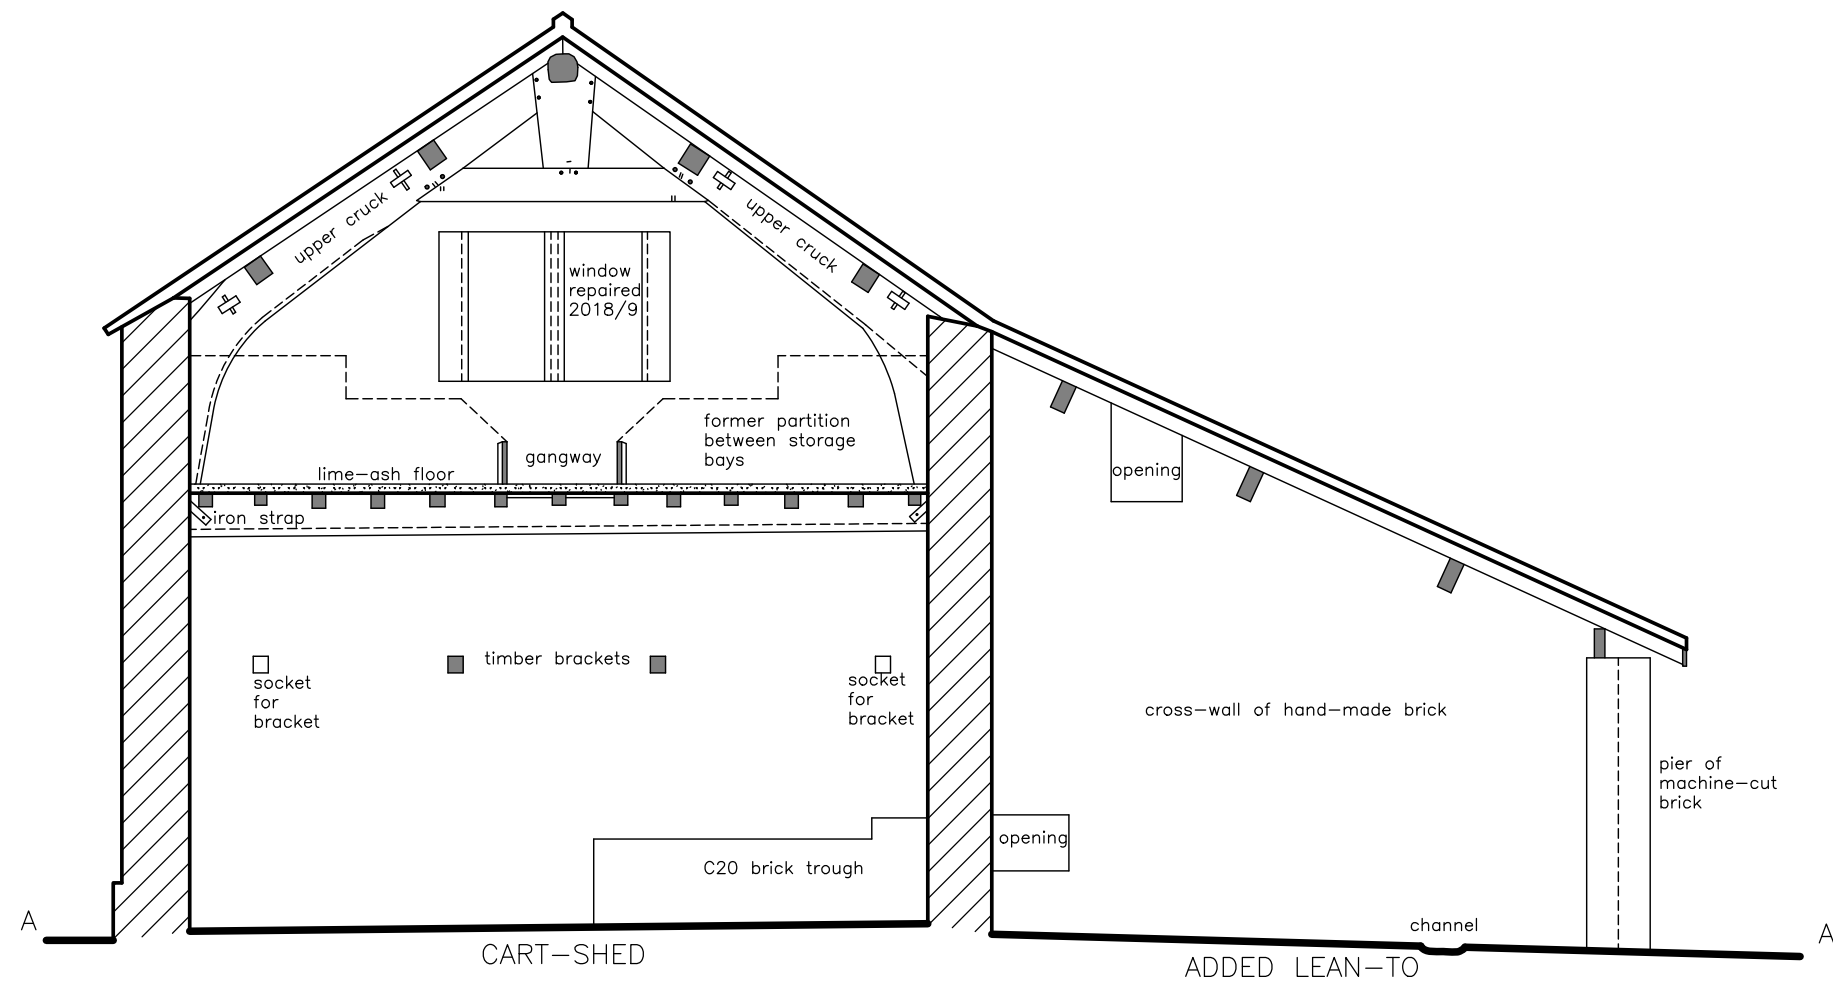 upper cruck
upper cruck
window
repaired
2018/9
former partition
between storage
bays
gangway
lime-ash floor
opening
iron strap
timber brackets
socket
for
bracket
socket
for
bracket
cross-wall of hand-made brick
pier of
machine-cut
brick
opening
C20 brick trough
A
channel
A
CART-SHED
ADDED LEAN-TO